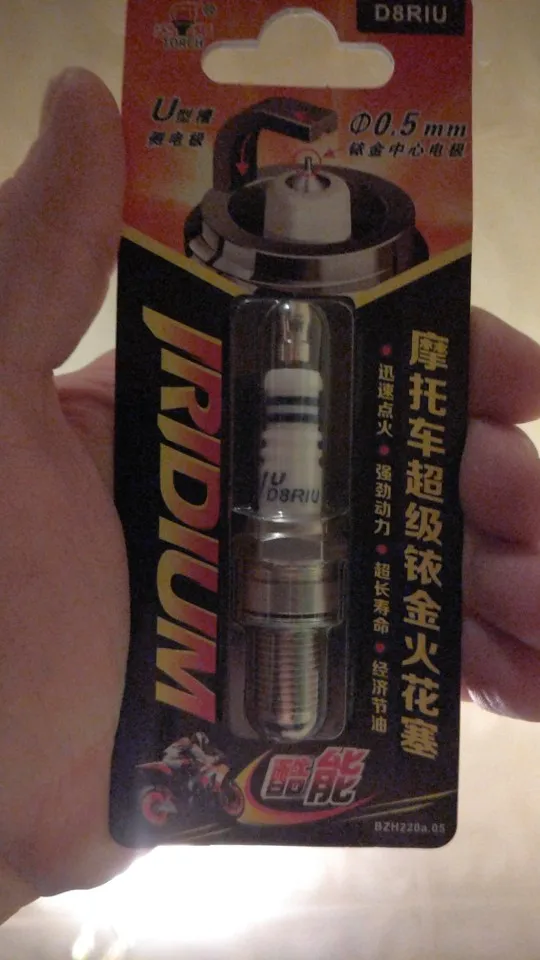 D8RIU
TORCH
®
U型槽
侧电极
Φ0.5mm
铱金中心电极
IRIDIUM
摩托车超级铱金火花塞
• 迅速点火 • 强劲动力 • 超长寿命 • 经济节油
U
D8RIU
酷能
BZH220a.05